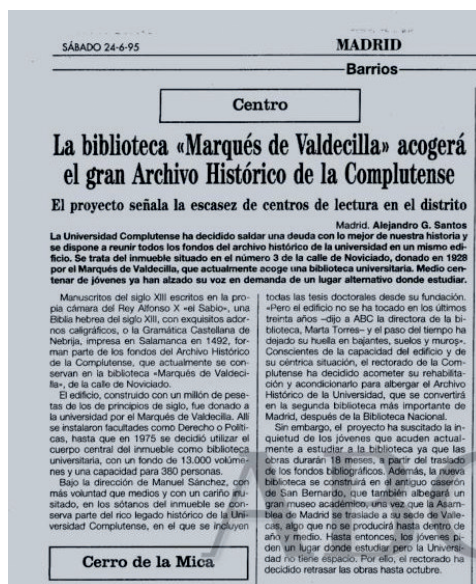 SÁBADO 24-6-95
MADRID
Barrios
Centro
La biblioteca «Marqués de Valdecilla» acogerá
el gran Archivo Histórico de la Complutense
El proyecto señala la escasez de centros de lectura en el distrito
Madrid. Alejandro G. Santos
La Universidad Complutense ha decidido saldar una deuda con lo mejor de nuestra historia y
se dispone a reunir todos los fondos del archivo histórico de la universidad en un mismo edi-
ficio. Se trata del inmueble situado en el número 3 de la calle de Noviciado, donado en 1928
por el Marqués de Valdecilla, que actualmente acoge una biblioteca universitaria. Medio cen-
tenar de jóvenes ya han alzado su voz en demanda de un lugar alternativo donde estudiar.
Manuscritos del siglo XIII escritos en la pro-
pia cámara del Rey Alfonso X «el Sabio», una
Biblia hebrea del siglo XII, con exquisitos ador-
nos caligráficos, o la Gramática Castellana de
Nebrija, impresa en Salamanca en 1492, for-
man parte de los fondos del Archivo Histórico
de la Complutense, que actualmente se con-
servan en la biblioteca «Marqués de Valdeci-
lla», de la calle de Noviciado.
El edificio, construido con un millón de pese-
tas de los de principios de siglo, fue donado a
la universidad por el Marqués de Valdecilla. Allí
se instalaron facultades como Derecho o Políti-
cas, hasta que en 1975 se decidió utilizar el
cuerpo central del inmueble como biblioteca
universitaria, con un fondo de 13.000 volúme-
nes y una capacidad para 380 personas.
Bajo la dirección de Manuel Sánchez, con
más voluntad que medios y con un cariño inu-
sitado, en los sótanos del inmueble se con-
serva parte del rico legado histórico de la Uni-
versidad Complutense, en el que se incluyen
todas las tesis doctorales desde su fundación.
«Pero el edificio no se ha tocado en los últimos
treinta años –dijo a ABC la directora de la bi-
blioteca, Marta Torres– y el paso del tiempo ha
dejado su huella en bajantes, suelos y muros».
Conscientes de la capacidad del edificio y de
su céntrica situación, el rectorado de la Com-
plutense ha decidido acometer su rehabilita-
ción y acondicionarlo para albergar el Archivo
Histórico de la Universidad, que se convertirá
en la segunda biblioteca más importante de
Madrid, después de la Biblioteca Nacional.
Sin embargo, el proyecto ha suscitado la in-
quietud de los jóvenes que acuden actual-
mente a estudiar a la biblioteca ya que las
obras durarán 18 meses, a partir del traslado
de los fondos bibliográficos. Además, la nueva
biblioteca se construirá en el antiguo caserón
de San Bernardo, que también albergará un
gran museo académico, una vez que la Asam-
blea de Madrid se traslade a su sede de Valle-
cas, algo que no se producirá hasta dentro de
año y medio. Hasta entonces, los jóvenes pi-
den un lugar donde estudiar pero la Universi-
dad no tiene espacio. Por ello, el rectorado ha
decidido retrasar las obras hasta octubre.
Cerro de la Mica